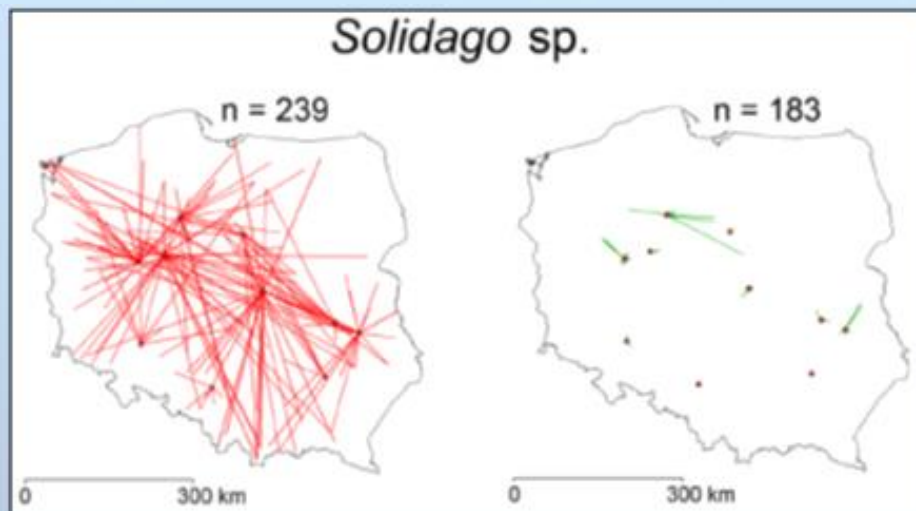 Solidago sp.
n = 239
n = 183
0 300 km
0 300 km